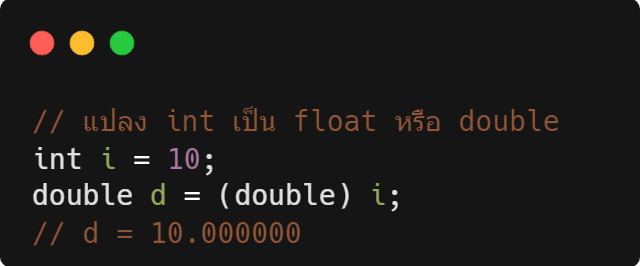 // แปลง int เป็น float หรือ double
int i = 10;
double d = (double) i;
// d = 10.000000